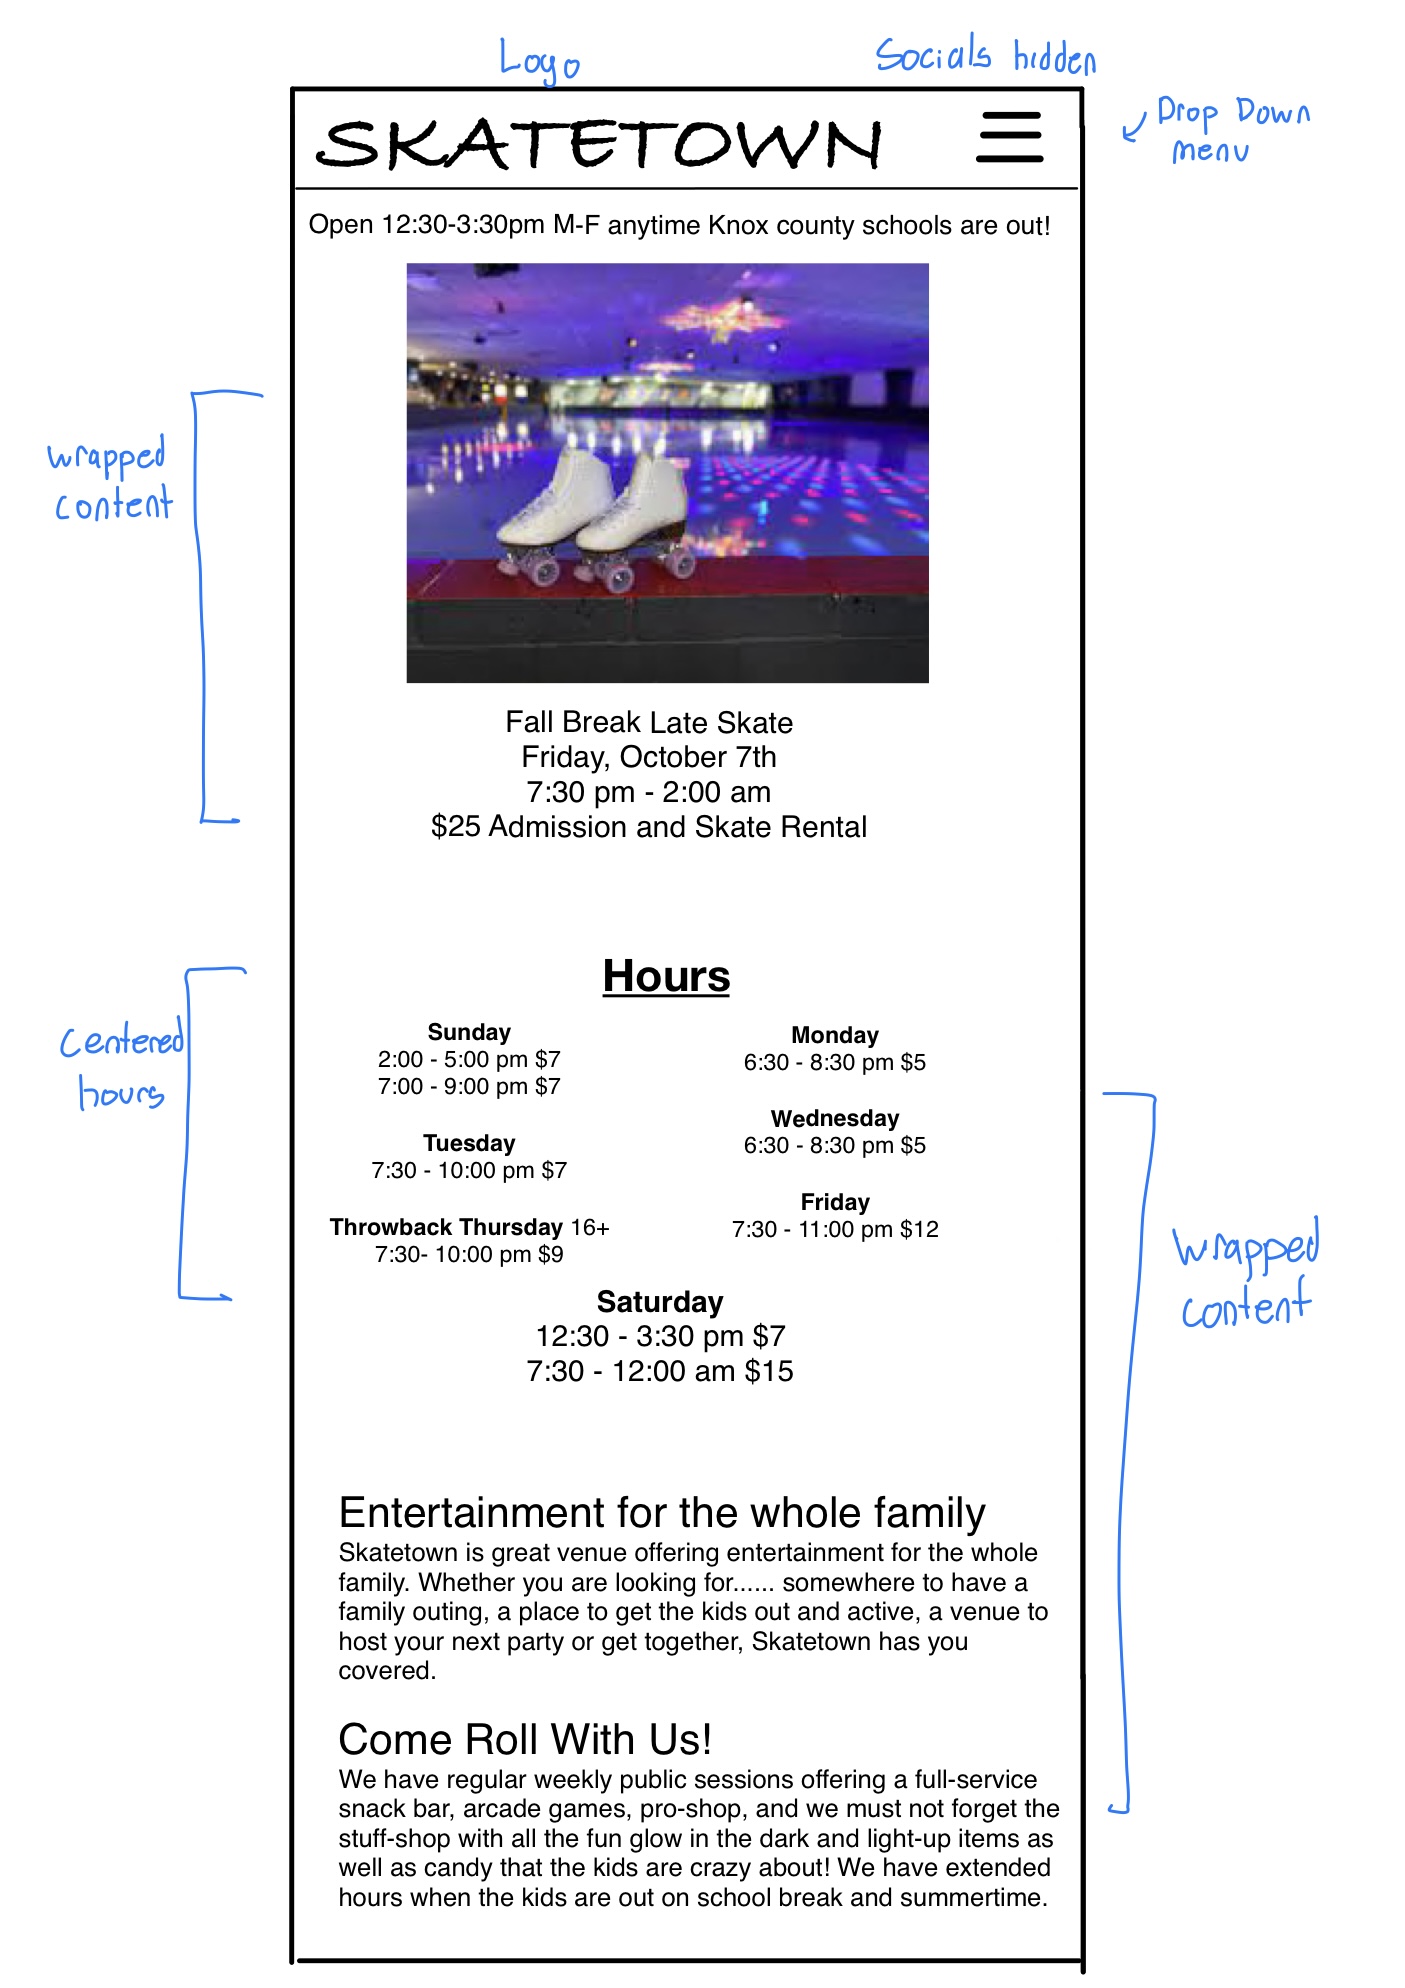 Logo
Socials hidden
Drop Down
menu
SKATETOWN
Open 12:30-3:30pm M-F anytime Knox county schools are out!
wrapped
content
Fall Break Late Skate
Friday, October 7th
7:30 pm - 2:00 am
$25 Admission and Skate Rental
Hours
Centered
hours
Sunday
2:00 - 5:00 pm $7
7:00 - 9:00 pm $7
Tuesday
7:30 - 10:00 pm $7
Throwback Thursday 16+
7:30- 10:00 pm $9
Monday
6:30 - 8:30 pm $5
Wednesday
6:30 - 8:30 pm $5
Friday
7:30 - 11:00 pm $12
Saturday
12:30 - 3:30 pm $7
7:30 - 12:00 am $15
wrapped
content
Entertainment for the whole family
Skatetown is great venue offering entertainment for the whole
family. Whether you are looking for...... somewhere to have a
family outing, a place to get the kids out and active, a venue to
host your next party or get together, Skatetown has you
covered.
Come Roll With Us!
We have regular weekly public sessions offering a full-service
snack bar, arcade games, pro-shop, and we must not forget the
stuff-shop with all the fun glow in the dark and light-up items as
well as candy that the kids are crazy about! We have extended
hours when the kids are out on school break and summertime.